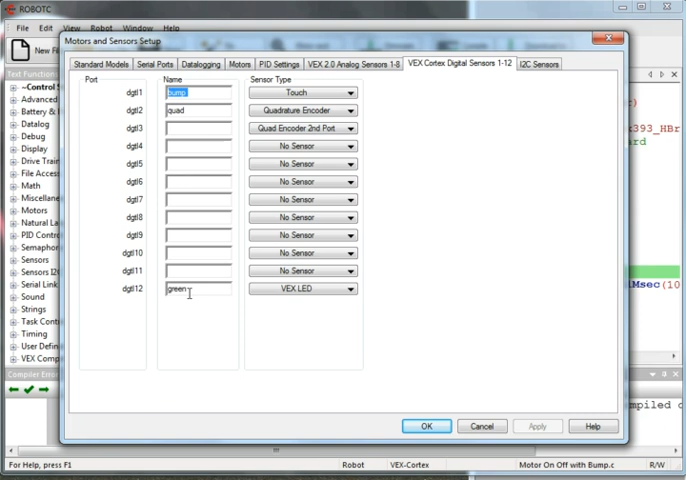 ROBOTC
File Edit View Robot Window Help
Motors and Sensors Setup
New Fi
Standard Models Serial Ports Datalogging Motors PID Settings VEX 2.0 Analog Sensors 1-8 VEX Cortex Digital Sensors 1-12 I2C Sensors
Text Functions
Port Name Sensor Type
~Control
Advanced
Battery &
Datalog
Debug
Display
Drive Train
File Access
Math
Miscellane
Motors
Natural La
PID Contro
Semaphor
Sensors
Sensors I2
Serial Link
Sound
Strings
Task Contr
Timing
User Defin
VEX Comp
dgtl1 bump Touch
dgtl2 quad Quadrature Encoder
dgtl3 Quad Encoder 2nd Port
dgtl4 No Sensor
dgtl5 No Sensor
dgtl6 No Sensor
dgtl7 No Sensor
dgtl8 No Sensor
dgtl9 No Sensor
dgtl10 No Sensor
dgtl11 No Sensor
dgtl12 green VEX LED
x393_HBr
ard
lMsec(10
Compiler Erro
mpiled
OK Cancel Apply Help
For Help, press F1 Robot VEX-Cortex Motor On Off with Bump.c R/W